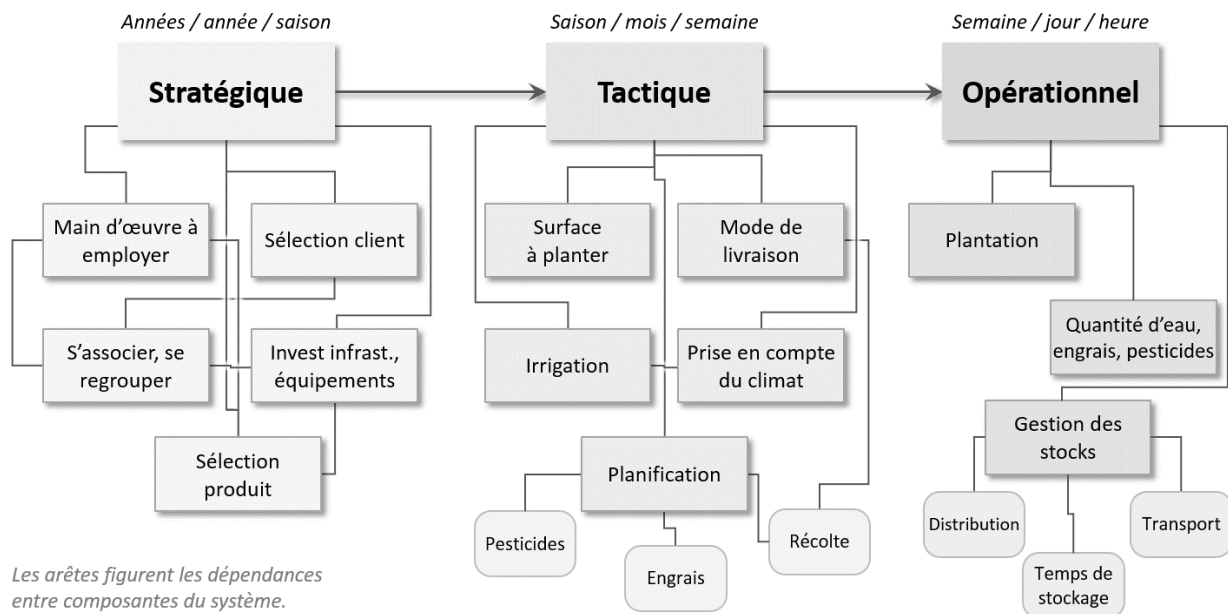 Années / année / saison
Saison / mois / semaine
Semaine / jour / heure
Stratégique
Tactique
Opérationnel
Main d’œuvre à
employer
Sélection client
Surface
à planter
Mode de
livraison
Plantation
S’associer, se
regrouper
Invest infrast.,
équipements
Irrigation
Prise en compte
du climat
Quantité d’eau,
engrais, pesticides
Sélection
produit
Planification
Gestion des
stocks
Pesticides
Engrais
Récolte
Distribution
Temps de
stockage
Transport
Les arêtes figurent les dépendances
entre composantes du système.